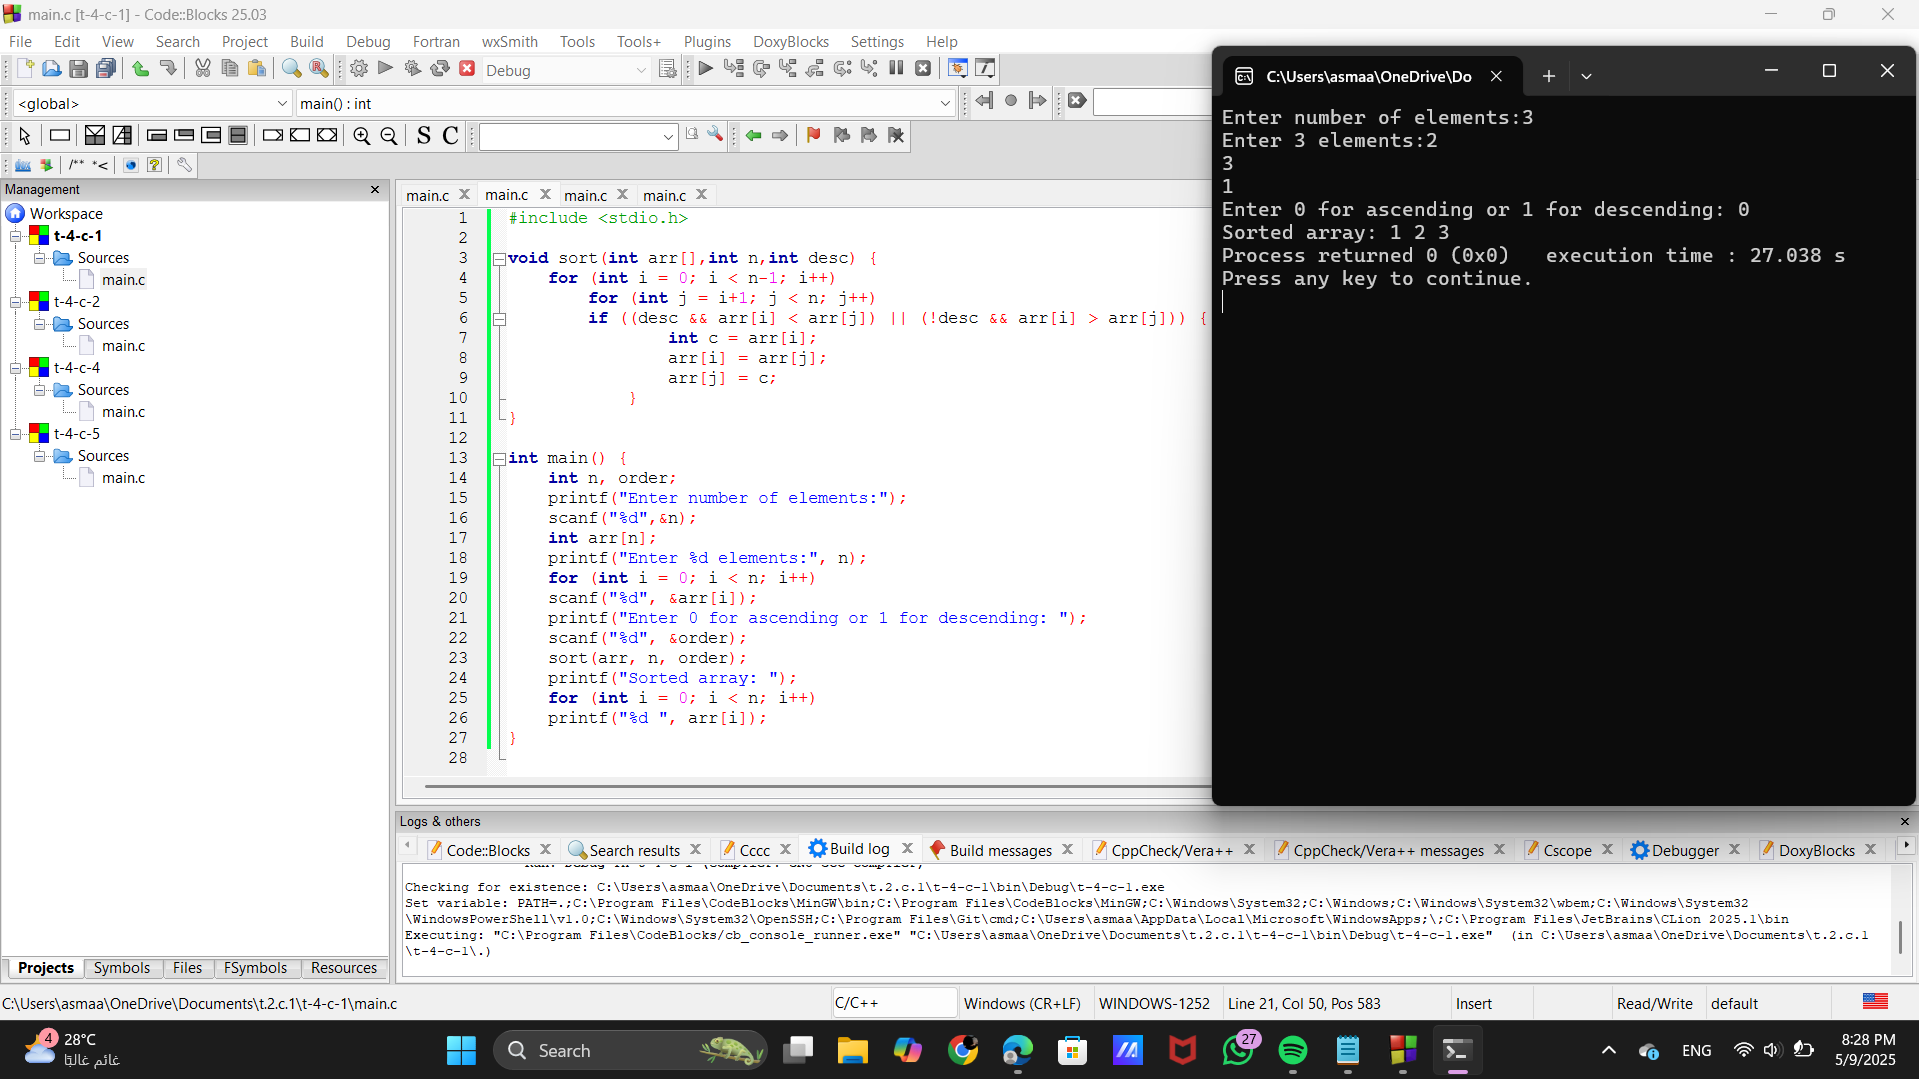 main.c [t-4-c-1] - Code::Blocks 25.03
File Edit View Search Project Build Debug Fortran wxSmith Tools Tools+ Plugins DoxyBlocks Settings Help
Debug
<global>
main() : int
S C
/** *<
Management
Workspace
t-4-c-1
Sources
main.c
t-4-c-2
Sources
main.c
t-4-c-4
Sources
main.c
t-4-c-5
Sources
main.c
Projects Symbols Files FSymbols Resources
main.c main.c main.c main.c
1 #include <stdio.h>
2
3 void sort(int arr[],int n,int desc) {
4 for (int i = 0; i < n-1; i++)
5 for (int j = i+1; j < n; j++)
6 if ((desc && arr[i] < arr[j]) || (!desc && arr[i] > arr[j])) {
7 int c = arr[i];
8 arr[i] = arr[j];
9 arr[j] = c;
10 }
11 }
12
13 int main() {
14 int n, order;
15 printf("Enter number of elements:");
16 scanf("%d",&n);
17 int arr[n];
18 printf("Enter %d elements:", n);
19 for (int i = 0; i < n; i++)
20 scanf("%d", &arr[i]);
21 printf("Enter 0 for ascending or 1 for descending: ");
22 scanf("%d", &order);
23 sort(arr, n, order);
24 printf("Sorted array: ");
25 for (int i = 0; i < n; i++)
26 printf("%d ", arr[i]);
27 }
28
C:\Users\asmaa\OneDrive\Do
Enter number of elements:3
Enter 3 elements:2
3
1
Enter 0 for ascending or 1 for descending: 0
Sorted array: 1 2 3
Process returned 0 (0x0)   execution time : 27.038 s
Press any key to continue.
Logs & others
Code::Blocks Search results Cccc Build log Build messages CppCheck/Vera++ CppCheck/Vera++ messages Cscope Debugger DoxyBlocks
Checking for existence: C:\Users\asmaa\OneDrive\Documents\t.2.c.1\t-4-c-1\bin\Debug\t-4-c-1.exe
Set variable: PATH=.;C:\Program Files\CodeBlocks\MinGW\bin;C:\Program Files\CodeBlocks\MinGW;C:\Windows\System32;C:\Windows;C:\Windows\System32\wbem;C:\Windows\System32
\WindowsPowerShell\v1.0;C:\Windows\System32\OpenSSH;C:\Program Files\Git\cmd;C:\Users\asmaa\AppData\Local\Microsoft\WindowsApps;\;C:\Program Files\JetBrains\CLion 2025.1\bin
Executing: "C:\Program Files\CodeBlocks/cb_console_runner.exe" "C:\Users\asmaa\OneDrive\Documents\t.2.c.1\t-4-c-1\bin\Debug\t-4-c-1.exe"  (in C:\Users\asmaa\OneDrive\Documents\t.2.c.1
\t-4-c-1\.)
C:\Users\asmaa\OneDrive\Documents\t.2.c.1\t-4-c-1\main.c
C/C++ Windows (CR+LF) WINDOWS-1252 Line 21, Col 50, Pos 583 Insert Read/Write default
4
28°C
غائم غالبًا
Search
27
ENG
8:28 PM
5/9/2025